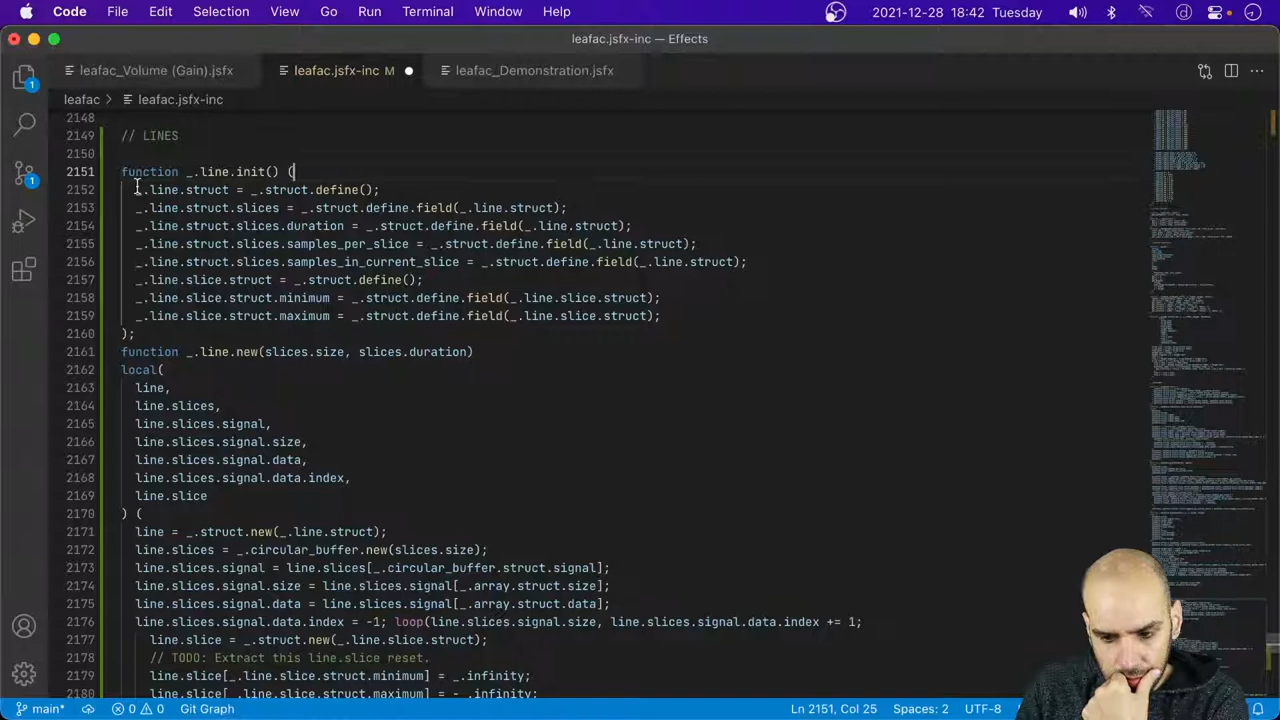 Code File Edit Selection View Go Run Terminal Window Help 2021-12-28 18:42 Tuesday
leafac.jsfx-inc — Effects
leafac_Volume (Gain).jsfx leafac.jsfx-inc M leafac_Demonstration.jsfx
leafac > leafac.jsfx-inc
2148
2149 // LINES
2150
2151 function _.line.init() (
2152 _.line.struct = _.struct.define();
2153 _.line.struct.slices = _.struct.define.field(_.line.struct);
2154 _.line.struct.slices.duration = _.struct.define.field(_.line.struct);
2155 _.line.struct.slices.samples_per_slice = _.struct.define.field(_.line.struct);
2156 _.line.struct.slices.samples_in_current_slice = _.struct.define.field(_.line.struct);
2157 _.line.slice.struct = _.struct.define();
2158 _.line.slice.struct.minimum = _.struct.define.field(_.line.slice.struct);
2159 _.line.slice.struct.maximum = _.struct.define.field(_.line.slice.struct);
2160 );
2161 function _.line.new(slices.size, slices.duration)
2162 local(
2163 line,
2164 line.slices,
2165 line.slices.signal,
2166 line.slices.signal.size,
2167 line.slices.signal.data,
2168 line.slices.signal.data.index,
2169 line.slice
2170 ) (
2171 line = _.struct.new(_.line.struct);
2172 line.slices = _.circular_buffer.new(slices.size);
2173 line.slices.signal = line.slices[_.circular_buffer.struct.signal];
2174 line.slices.signal.size = line.slices.signal[_.array.struct.size];
2175 line.slices.signal.data = line.slices.signal[_.array.struct.data];
2176 line.slices.signal.data.index = -1; loop(line.slices.signal.size, line.slices.signal.data.index += 1;
2177 line.slice = _.struct.new(_.line.slice.struct);
2178 // TODO: Extract this line.slice reset.
2179 line.slice[_.line.slice.struct.minimum] = _.infinity,
2180 line.slice[_.line.slice.struct.maximum] = -_.infinity;
main* 0 0 Git Graph Ln 2151, Col 25 Spaces: 2 UTF-8